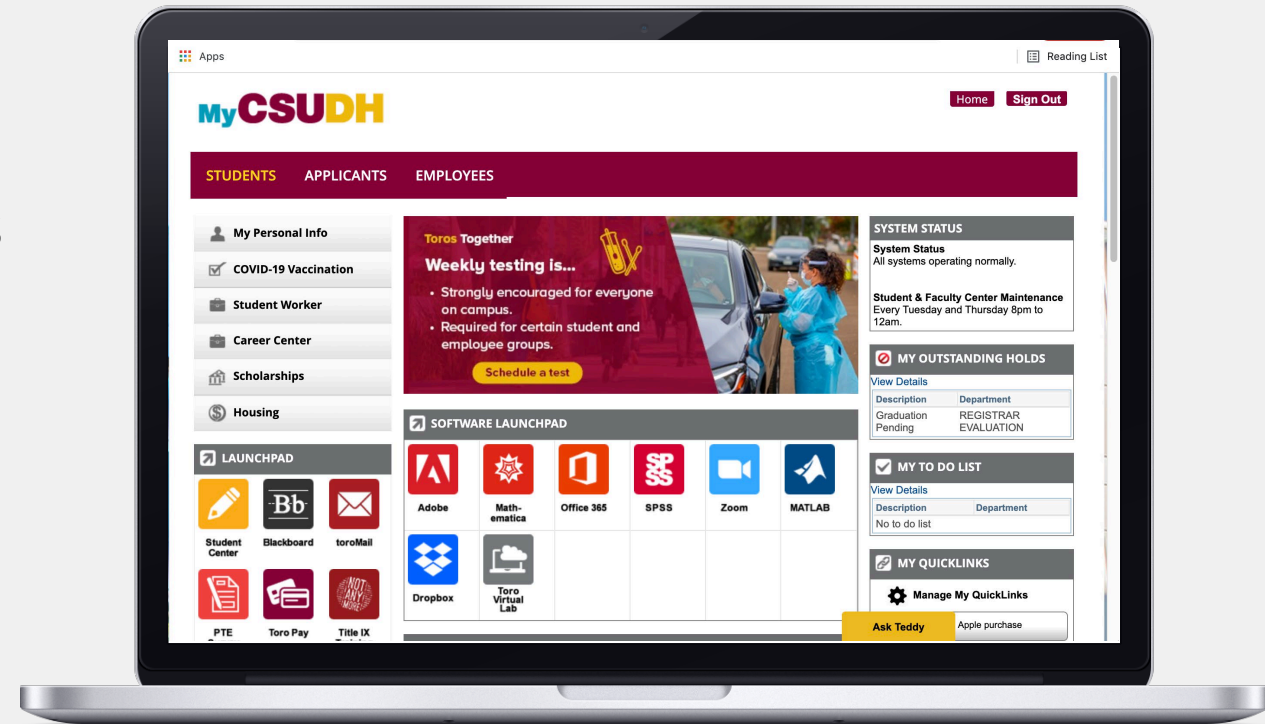 Apps
Reading List
MyCSUDH
Home Sign Out
STUDENTS APPLICANTS EMPLOYEES
My Personal Info
COVID-19 Vaccination
Student Worker
Career Center
Scholarships
Housing
LAUNCHPAD
Bb
Student
Center
Blackboard
toroMail
NOT
ANY
MORE!
PTE
Toro Pay
Title IX
Toros Together
Weekly testing is...
• Strongly encouraged for everyone
on campus.
• Required for certain student and
employee groups.
Schedule a test
SOFTWARE LAUNCHPAD
SP
SS
Adobe
Math-
ematica
Office 365
SPSS
Zoom
MATLAB
Dropbox
Toro
Virtual
Lab
SYSTEM STATUS
System Status
All systems operating normally.
Student & Faculty Center Maintenance
Every Tuesday and Thursday 8pm to
12am.
MY OUTSTANDING HOLDS
View Details
Description Department
Graduation REGISTRAR
Pending EVALUATION
MY TO DO LIST
View Details
Description Department
No to do list
MY QUICKLINKS
Manage My QuickLinks
Ask Teddy
Apple purchase